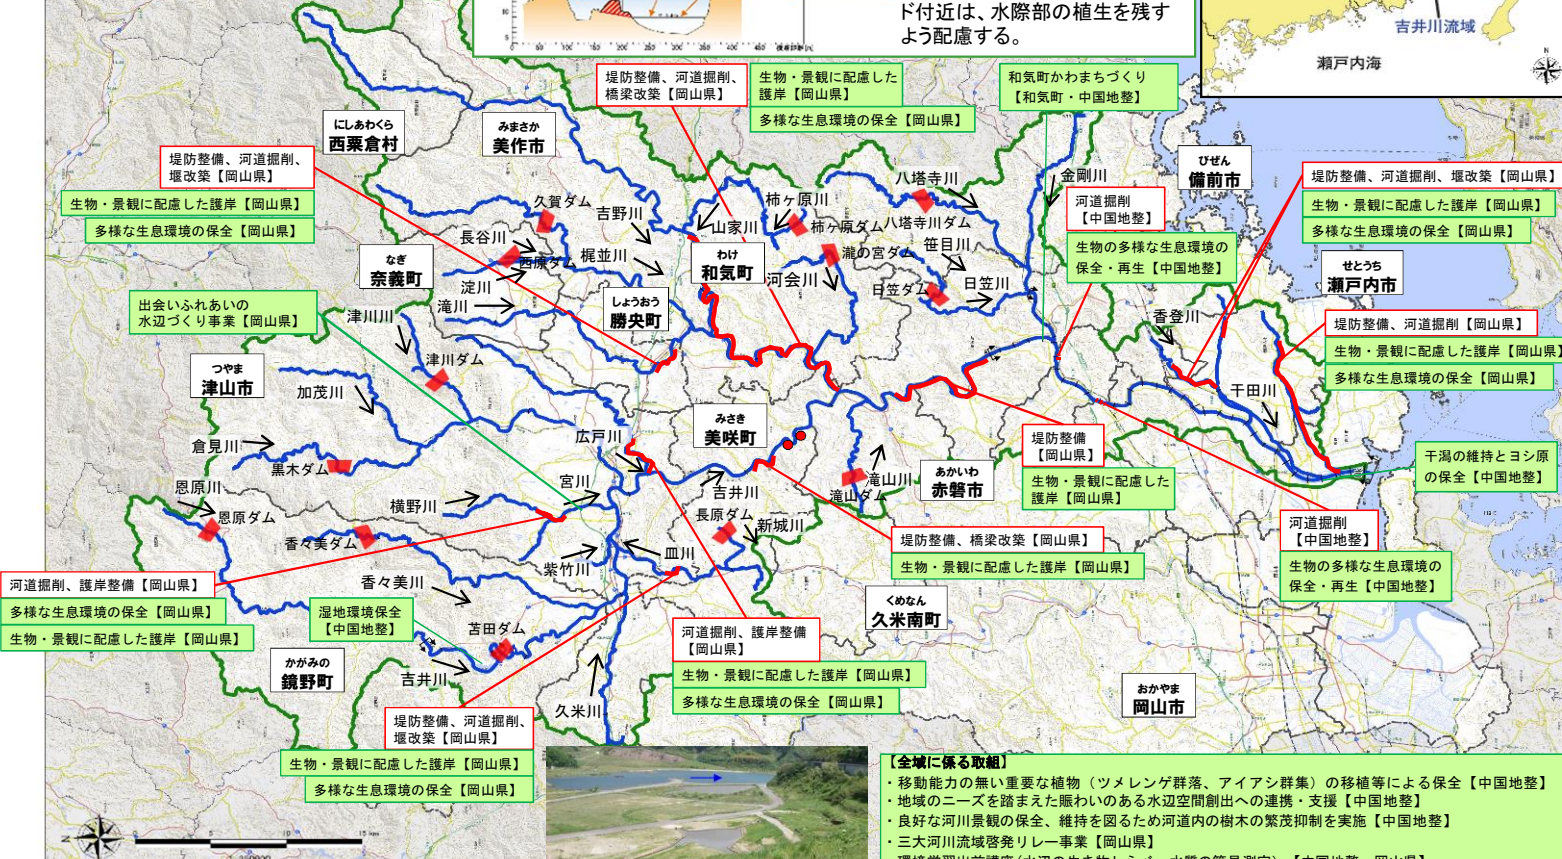 ド付近は、水際部の植生を残す
よう配慮する。
吉井川流域
瀬戸内海
堤防整備、河道掘削、
橋梁改築【岡山県】
生物・景観に配慮した
護岸【岡山県】
多様な生息環境の保全【岡山県】
和気町かわまちづくり
【和気町・中国地整】
にしあわくら
西粟倉村
みまさか
美作市
堤防整備、河道掘削、
堰改築【岡山県】
生物・景観に配慮した護岸【岡山県】
多様な生息環境の保全【岡山県】
びぜん
備前市
堤防整備、河道掘削、堰改築【岡山県】
生物・景観に配慮した護岸【岡山県】
多様な生息環境の保全【岡山県】
八塔寺川
金剛川
河道掘削
【中国地整】
生物の多様な生息環境の
保全・再生【中国地整】
久賀ダム
吉野川
山家川
柿ヶ原川
柿ヶ原ダム
八塔寺川ダム
長谷川
西原ダム
梶並川
わけ
和気町
滝の宮ダム
笹目川
なぎ
奈義町
淀川
河会川
日笠ダム
日笠川
せとうち
瀬戸内市
滝川
しょうおう
勝央町
出会いふれあいの
水辺づくり事業【岡山県】
津川川
香登川
堤防整備、河道掘削【岡山県】
生物・景観に配慮した護岸【岡山県】
多様な生息環境の保全【岡山県】
つやま
津山市
津川ダム
加茂川
干田川
みさき
美咲町
広戸川
倉見川
黒木ダム
堤防整備
【岡山県】
生物・景観に配慮した
護岸【岡山県】
干潟の維持とヨシ原
の保全【中国地整】
恩原川
恩原ダム
宮川
横野川
吉井川
滝山川
滝山ダム
あかいわ
赤磐市
長原ダム
新城川
香々美ダム
皿川
紫竹川
堤防整備、橋梁改築【岡山県】
生物・景観に配慮した護岸【岡山県】
河道掘削
【中国地整】
生物の多様な生息環境の
保全・再生【中国地整】
河道掘削、護岸整備【岡山県】
多様な生息環境の保全【岡山県】
生物・景観に配慮した護岸【岡山県】
香々美川
湿地環境保全
【中国地整】
苫田ダム
くめなん
久米南町
河道掘削、護岸整備
【岡山県】
生物・景観に配慮した護岸【岡山県】
多様な生息環境の保全【岡山県】
かがみの
鏡野町
吉井川
久米川
おかやま
岡山市
堤防整備、河道掘削、
堰改築【岡山県】
生物・景観に配慮した護岸【岡山県】
多様な生息環境の保全【岡山県】
【全域に係る取組】
・移動能力の無い重要な植物（ツメレンゲ群落、アイアシ群集）の移植等による保全【中国地整】
・地域のニーズを踏まえた賑わいのある水辺空間創出への連携・支援【中国地整】
・良好な河川景観の保全、維持を図るため河道内の樹木の繁茂抑制を実施【中国地整】
・三大河川流域啓発リレー事業【岡山県】
0 5 10 15 km